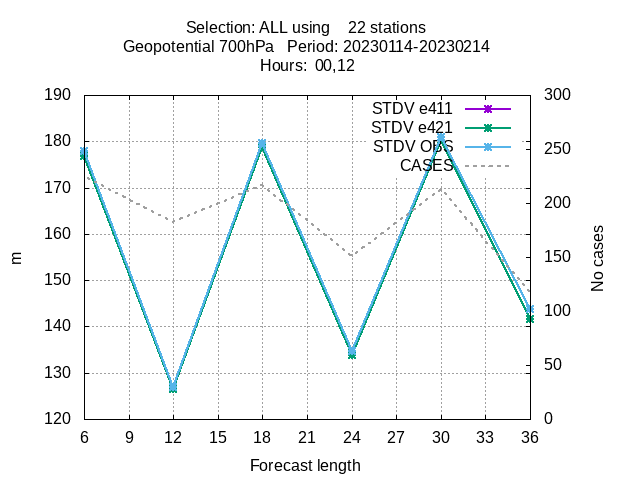 Selection: ALL using    22 stations
Geopotential 700hPa   Period: 20230114-20230214
Hours:  00,12
190
180
170
160
150
140
130
120
m
300
250
200
150
100
50
0
No cases
STDV e411
STDV e421
STDV OBS
CASES
6 9 12 15 18 21 24 27 30 33 36
Forecast length